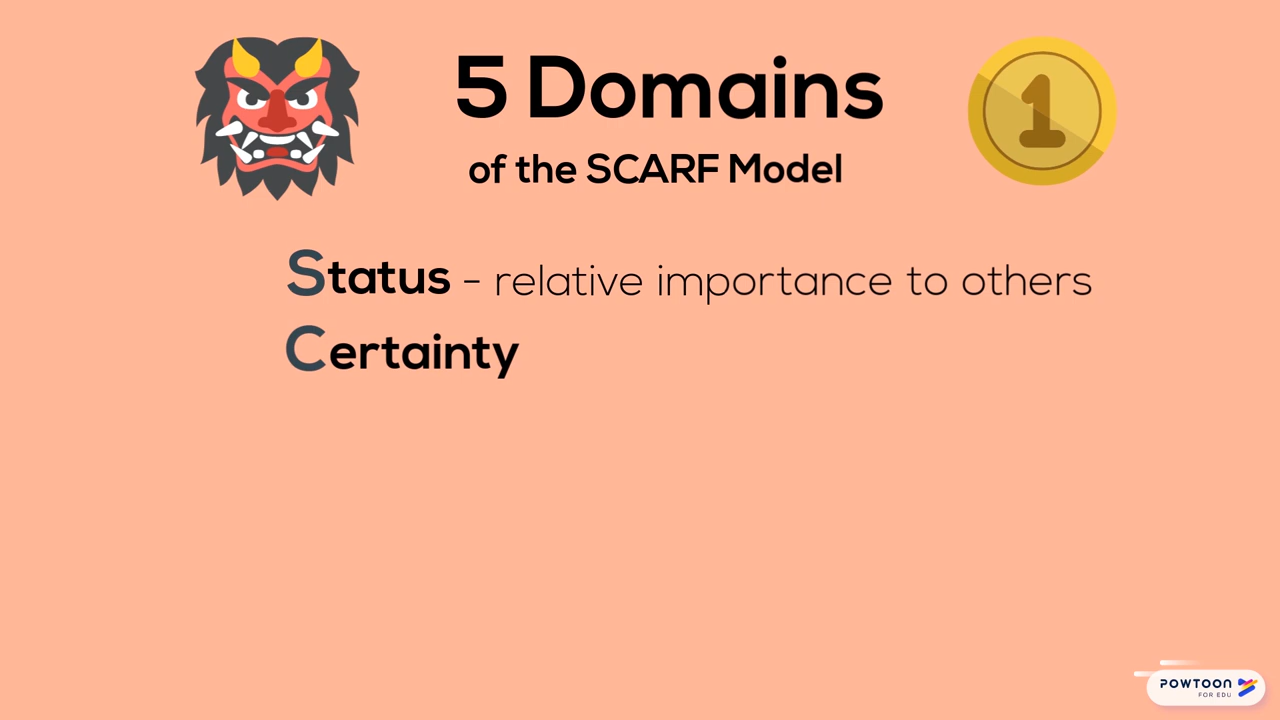 5 Domains
1
of the SCARF Model
Status - relative importance to others
Certainty
POWTOON
FOR EDU